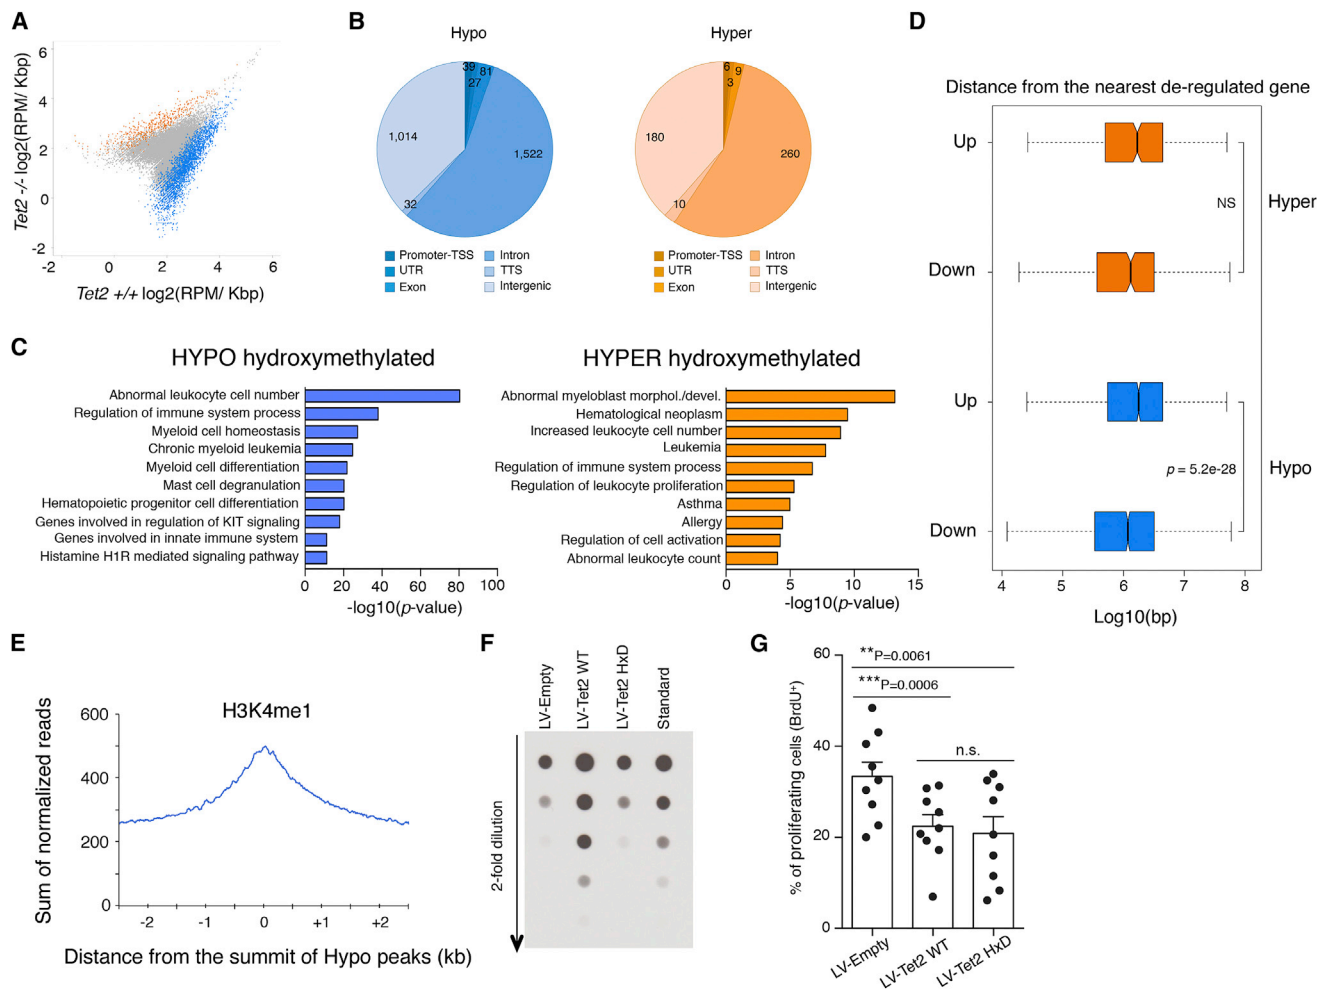 A
6
4
2
0
-2
Tet2 -/- log2(RPM/ Kbp)
-2 0 2 4 6
Tet2 +/+ log2(RPM/ Kbp)
B
Hypo
39
81
27
1,014
1,522
32
Promoter-TSS
UTR
Exon
Intron
TTS
Intergenic
Hyper
6
9
3
180
260
10
Promoter-TSS
UTR
Exon
Intron
TTS
Intergenic
C
HYPO hydroxymethylated
Abnormal leukocyte cell number
Regulation of immune system process
Myeloid cell homeostasis
Chronic myeloid leukemia
Myeloid cell differentiation
Mast cell degranulation
Hematopoietic progenitor cell differentiation
Genes involved in regulation of KIT signaling
Genes involved in innate immune system
Histamine H1R mediated signaling pathway
0 20 40 60 80 100
-log10(p-value)
HYPER hydroxymethylated
Abnormal myeloblast morphol./devel.
Hematological neoplasm
Increased leukocyte cell number
Leukemia
Regulation of immune system process
Regulation of leukocyte proliferation
Asthma
Allergy
Regulation of cell activation
Abnormal leukocyte count
0 5 10 15
-log10(p-value)
D
Distance from the nearest de-regulated gene
Up
NS
Hyper
Down
Up
p = 5.2e-28
Hypo
Down
4 5 6 7 8
Log10(bp)
E
H3K4me1
600
400
200
0
Sum of normalized reads
-2 -1 0 +1 +2
Distance from the summit of Hypo peaks (kb)
F
LV-Empty
LV-Tet2 WT
LV-Tet2 HxD
Standard
2-fold dilution
G
60
40
20
0
% of proliferating cells (BrdU⁺)
**P=0.0061
***P=0.0006
n.s.
LV-Empty
LV-Tet2 WT
LV-Tet2 HxD